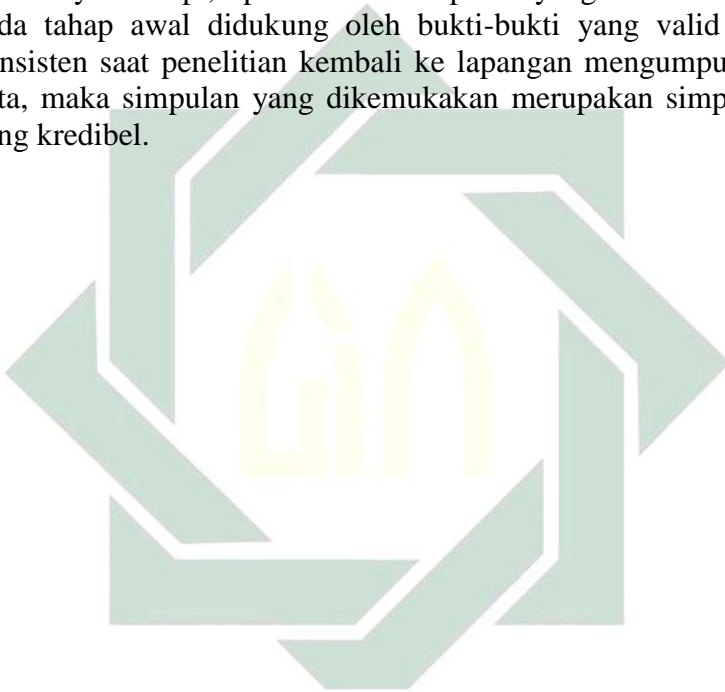 da tahap awal didukung oleh bukti-bukti yang valid
nsisten saat penelitian kembali ke lapangan mengumpu
ta, maka simpulan yang dikemukakan merupakan simp
ng kredibel.